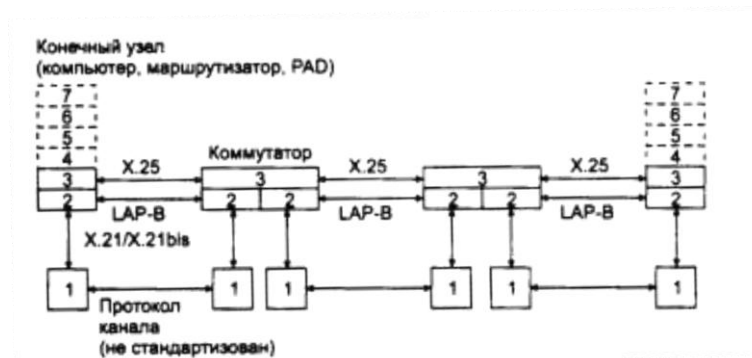 Конечный узел
(компьютер, маршрутизатор, PAD)
7 7
6 6
5 5
4 4
X.25 Коммутатор X.25 X.25
3 3 3 3
2 2 2 2 2 2
LAP-B LAP-B LAP-B
X.21/X.21bis
1 1 1 1 1 1
Протокол
канала
(не стандартизован)